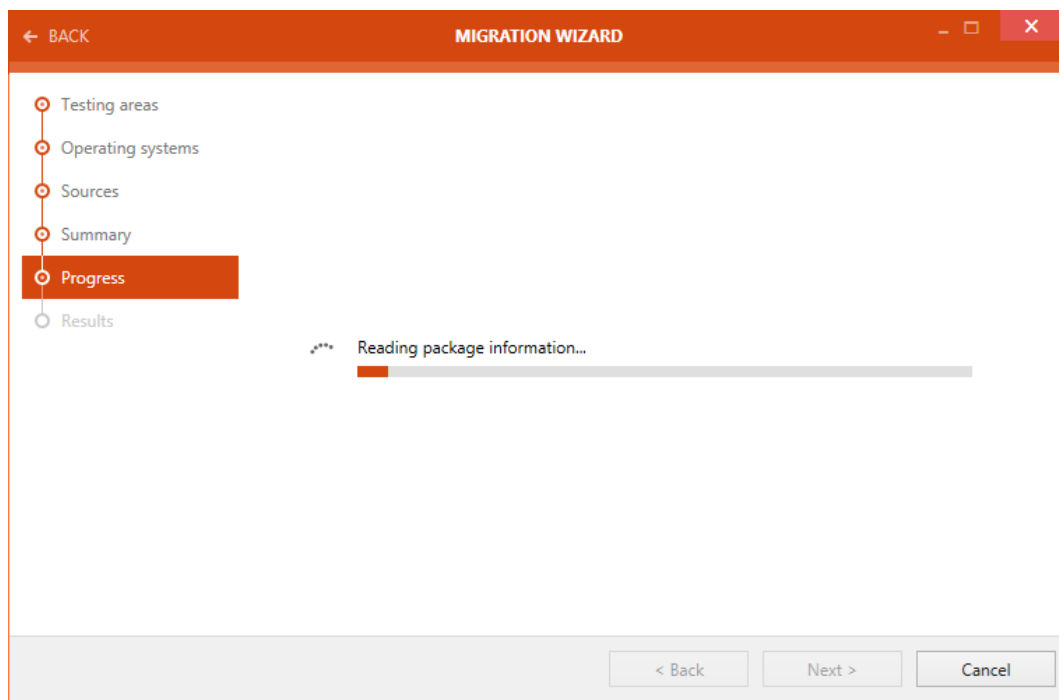 ← BACK
MIGRATION WIZARD
Testing areas
Operating systems
Sources
Summary
Progress
Results
Reading package information...
< Back
Next >
Cancel